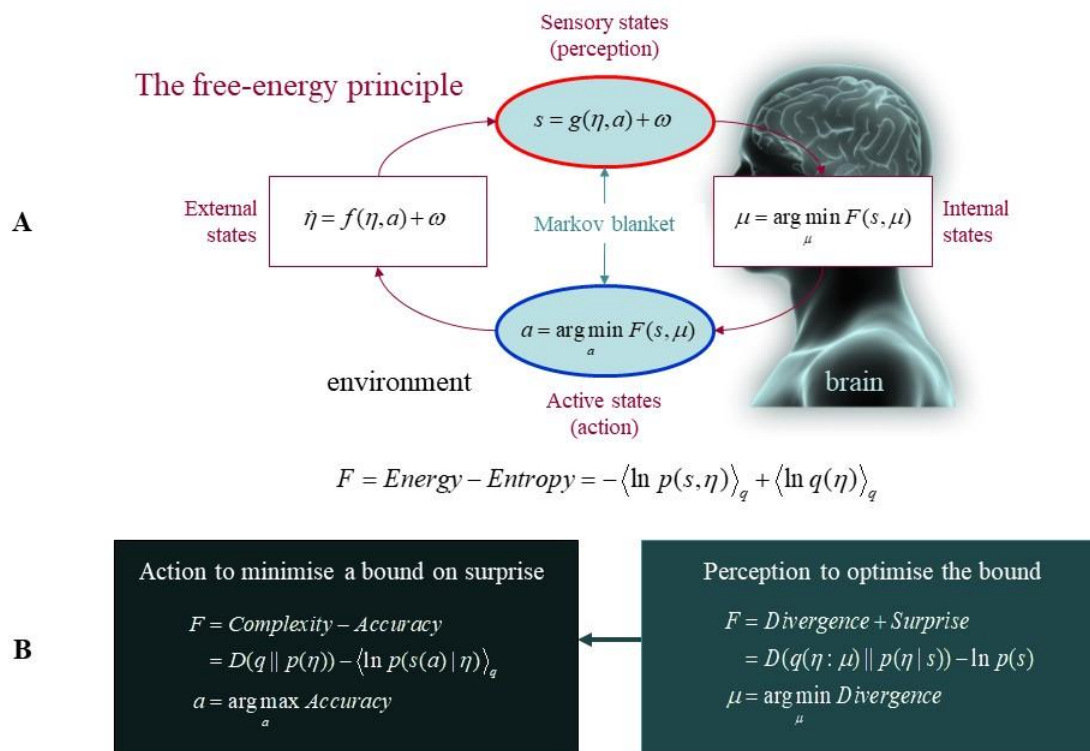 Sensory states
(perception)
The free-energy principle
s = g(η, a) + ω
A
External
states
η̇ = f(η, a) + ω
Markov blanket
μ = arg min F(s, μ)
μ
Internal
states
a = arg min F(s, μ)
a
environment
brain
Active states
(action)
F = Energy − Entropy = −⟨ln p(s, η)⟩q + ⟨ln q(η)⟩q
B
Action to minimise a bound on surprise
F = Complexity − Accuracy
= D(q || p(η)) − ⟨ln p(s(a) | η)⟩q
a = arg max Accuracy
a
Perception to optimise the bound
F = Divergence + Surprise
= D(q(η : μ) || p(η | s)) − ln p(s)
μ = arg min Divergence
μ